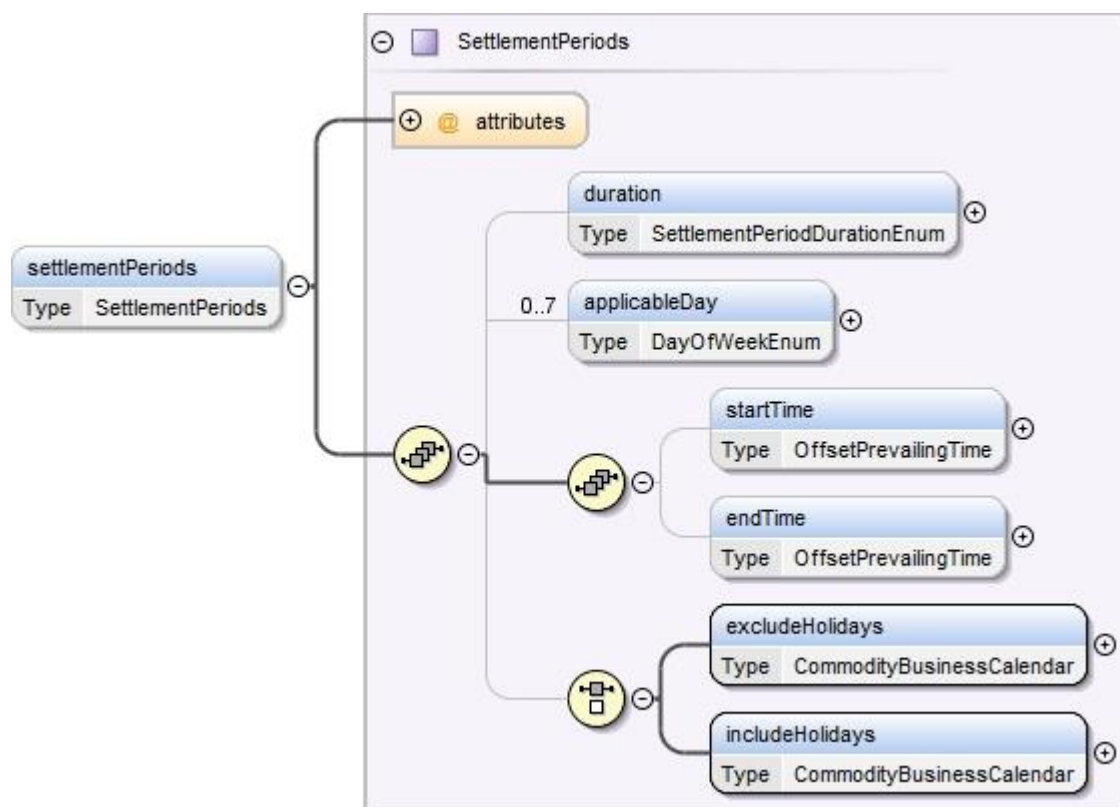 SettlementPeriods
@ attributes
duration
Type SettlementPeriodDurationEnum
settlementPeriods
Type SettlementPeriods
0..7
applicableDay
Type DayOfWeekEnum
startTime
Type OffsetPrevailingTime
endTime
Type OffsetPrevailingTime
excludeHolidays
Type CommodityBusinessCalendar
includeHolidays
Type CommodityBusinessCalendar